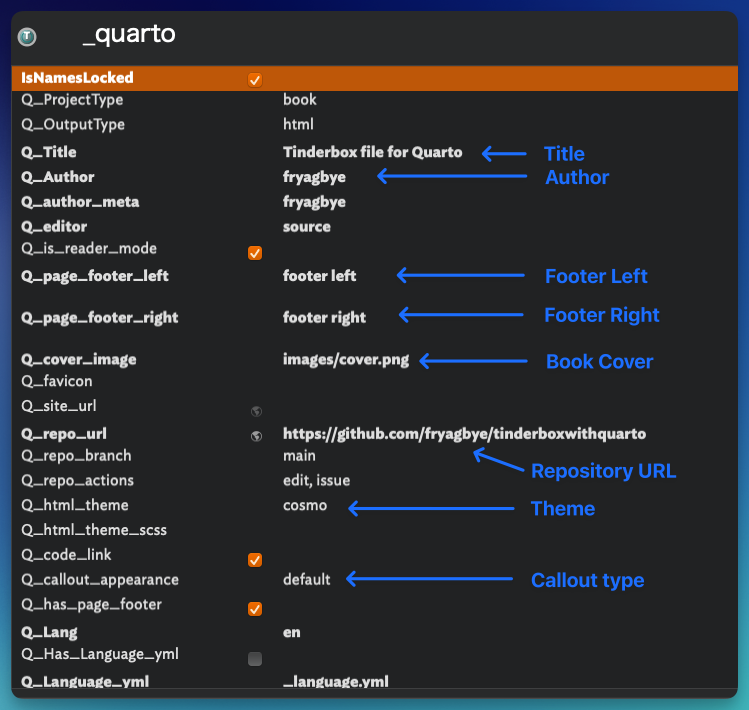 _quarto
IsNamesLocked
Q_ProjectType book
Q_OutputType html
Q_Title Tinderbox file for Quarto Title
Q_Author fryagbye Author
Q_author_meta fryagbye
Q_editor source
Q_is_reader_mode
Q_page_footer_left footer left Footer Left
Q_page_footer_right footer right Footer Right
Q_cover_image images/cover.png Book Cover
Q_favicon
Q_site_url
Q_repo_url https://github.com/fryagbye/tinderboxwithquarto
Q_repo_branch main
Repository URL
Q_repo_actions edit, issue
Q_html_theme cosmo Theme
Q_html_theme_scss
Q_code_link
Q_callout_appearance default Callout type
Q_has_page_footer
Q_Lang en
Q_Has_Language_yml
Q_Language_yml _language.yml